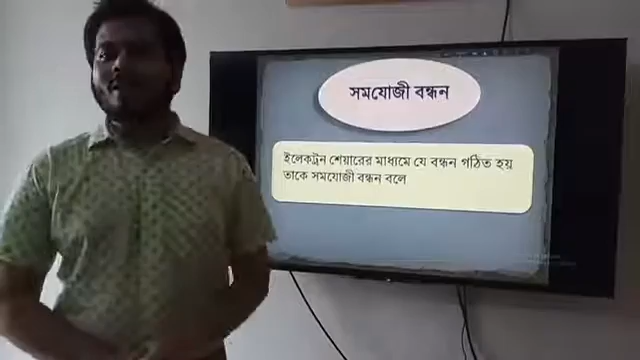 সমযোজী বন্ধন
ইলেকট্রন শেয়ারের মাধ্যমে যে বন্ধন গঠিত হয়
তাকে সমযোজী বন্ধন বলে